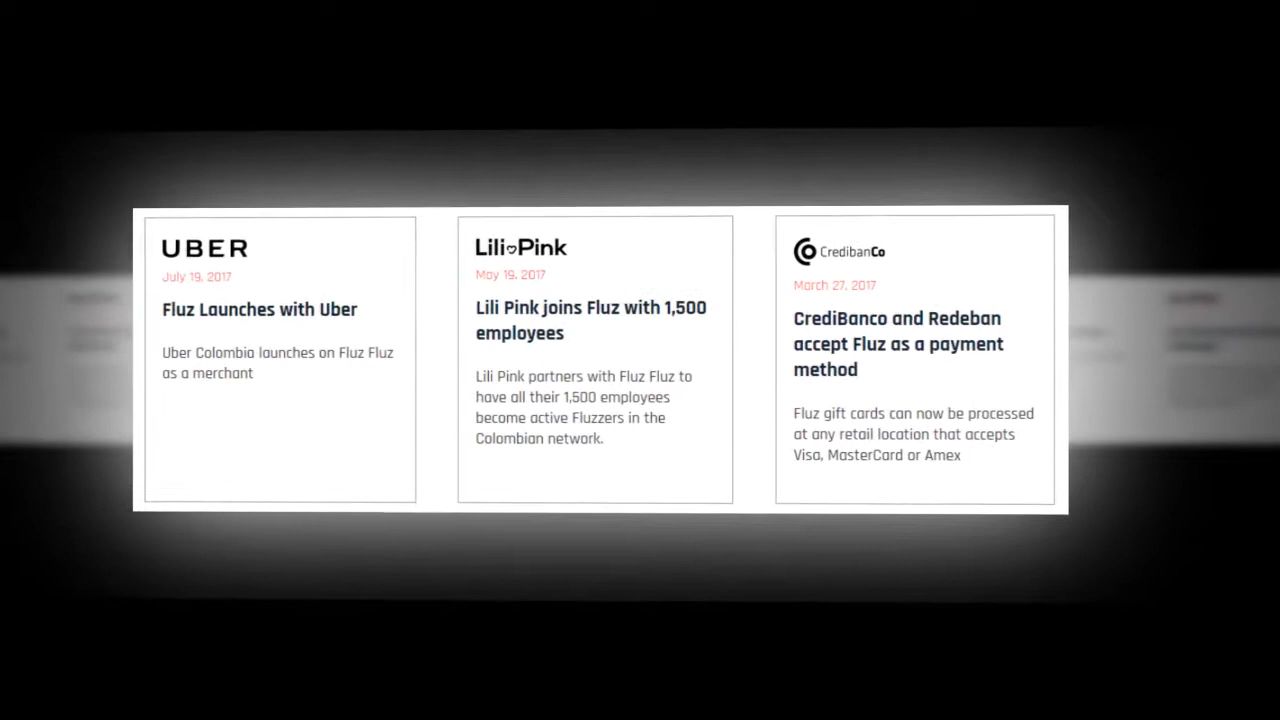 UBER
July 19, 2017
Fluz Launches with Uber
Uber Colombia launches on Fluz Fluz
as a merchant
Lili Pink
May 19, 2017
Lili Pink joins Fluz with 1,500
employees
Lili Pink partners with Fluz Fluz to
have all their 1,500 employees
become active Fluzzers in the
Colombian network.
CredibanCo
March 27, 2017
CrediBanco and Redeban
accept Fluz as a payment
method
Fluz gift cards can now be processed
at any retail location that accepts
Visa, MasterCard or Amex